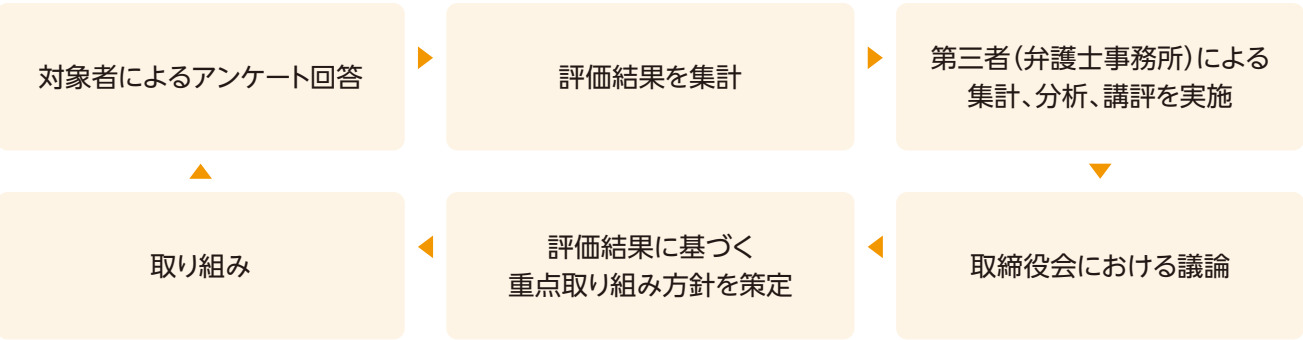 対象者によるアンケート回答
評価結果を集計
第三者(弁護士事務所)による
集計、分析、講評を実施
取り組み
評価結果に基づく
重点取り組み方針を策定
取締役会における議論